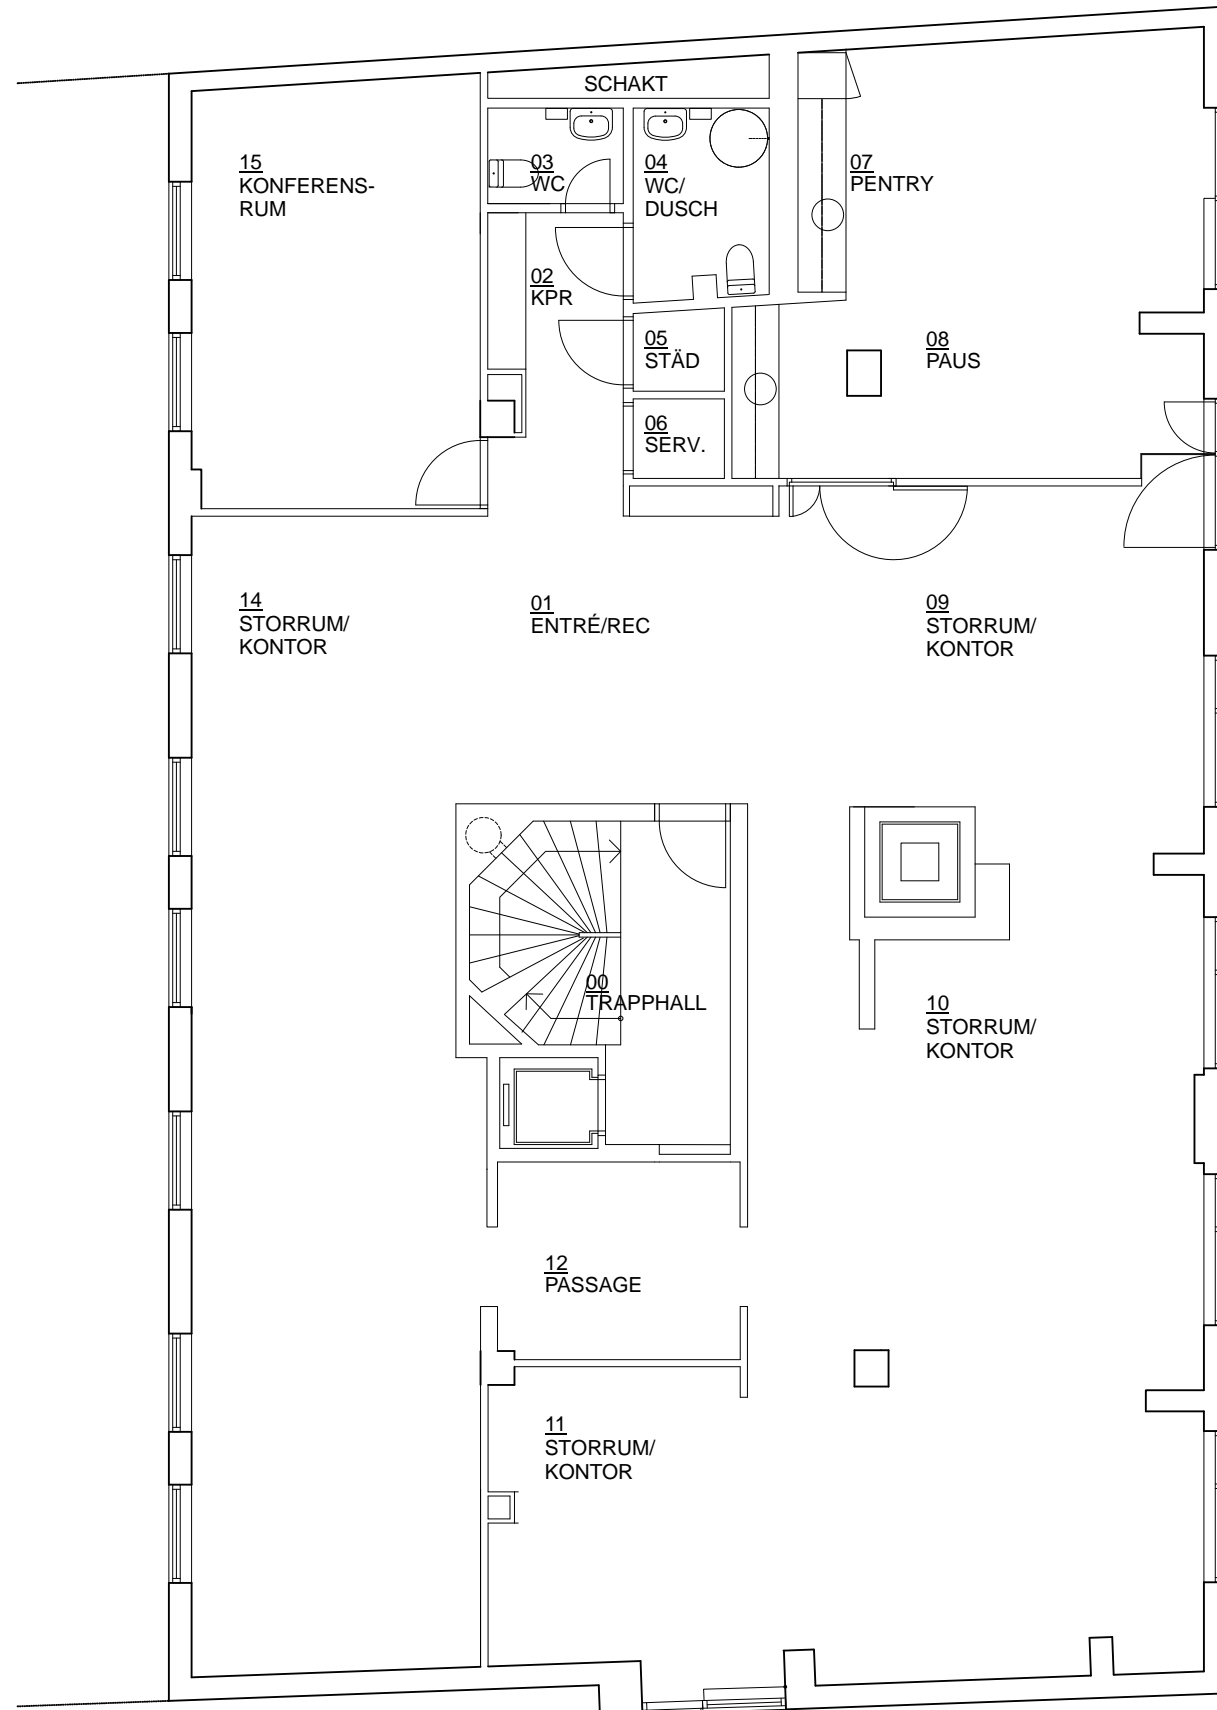 SCHAKT
15
KONFERENS-
RUM
03
WC
04
WC/
DUSCH
07
PENTRY
02
KPR
05
STÄD
08
PAUS
06
SERV.
14
STORRUM/
KONTOR
01
ENTRÉ/REC
09
STORRUM/
KONTOR
00
TRAPPHALL
10
STORRUM/
KONTOR
12
PASSAGE
11
STORRUM/
KONTOR